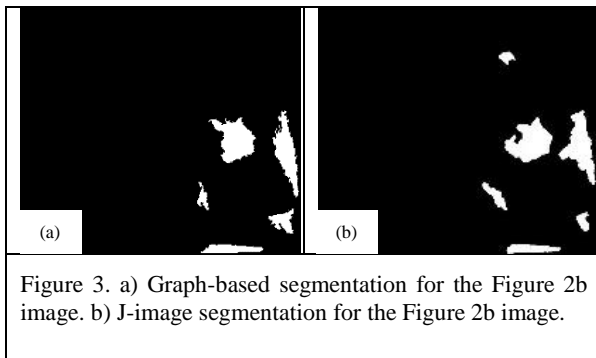 (a) (b)
Figure 3. a) Graph-based segmentation for the Figure 2b
image. b) J-image segmentation for the Figure 2b image.